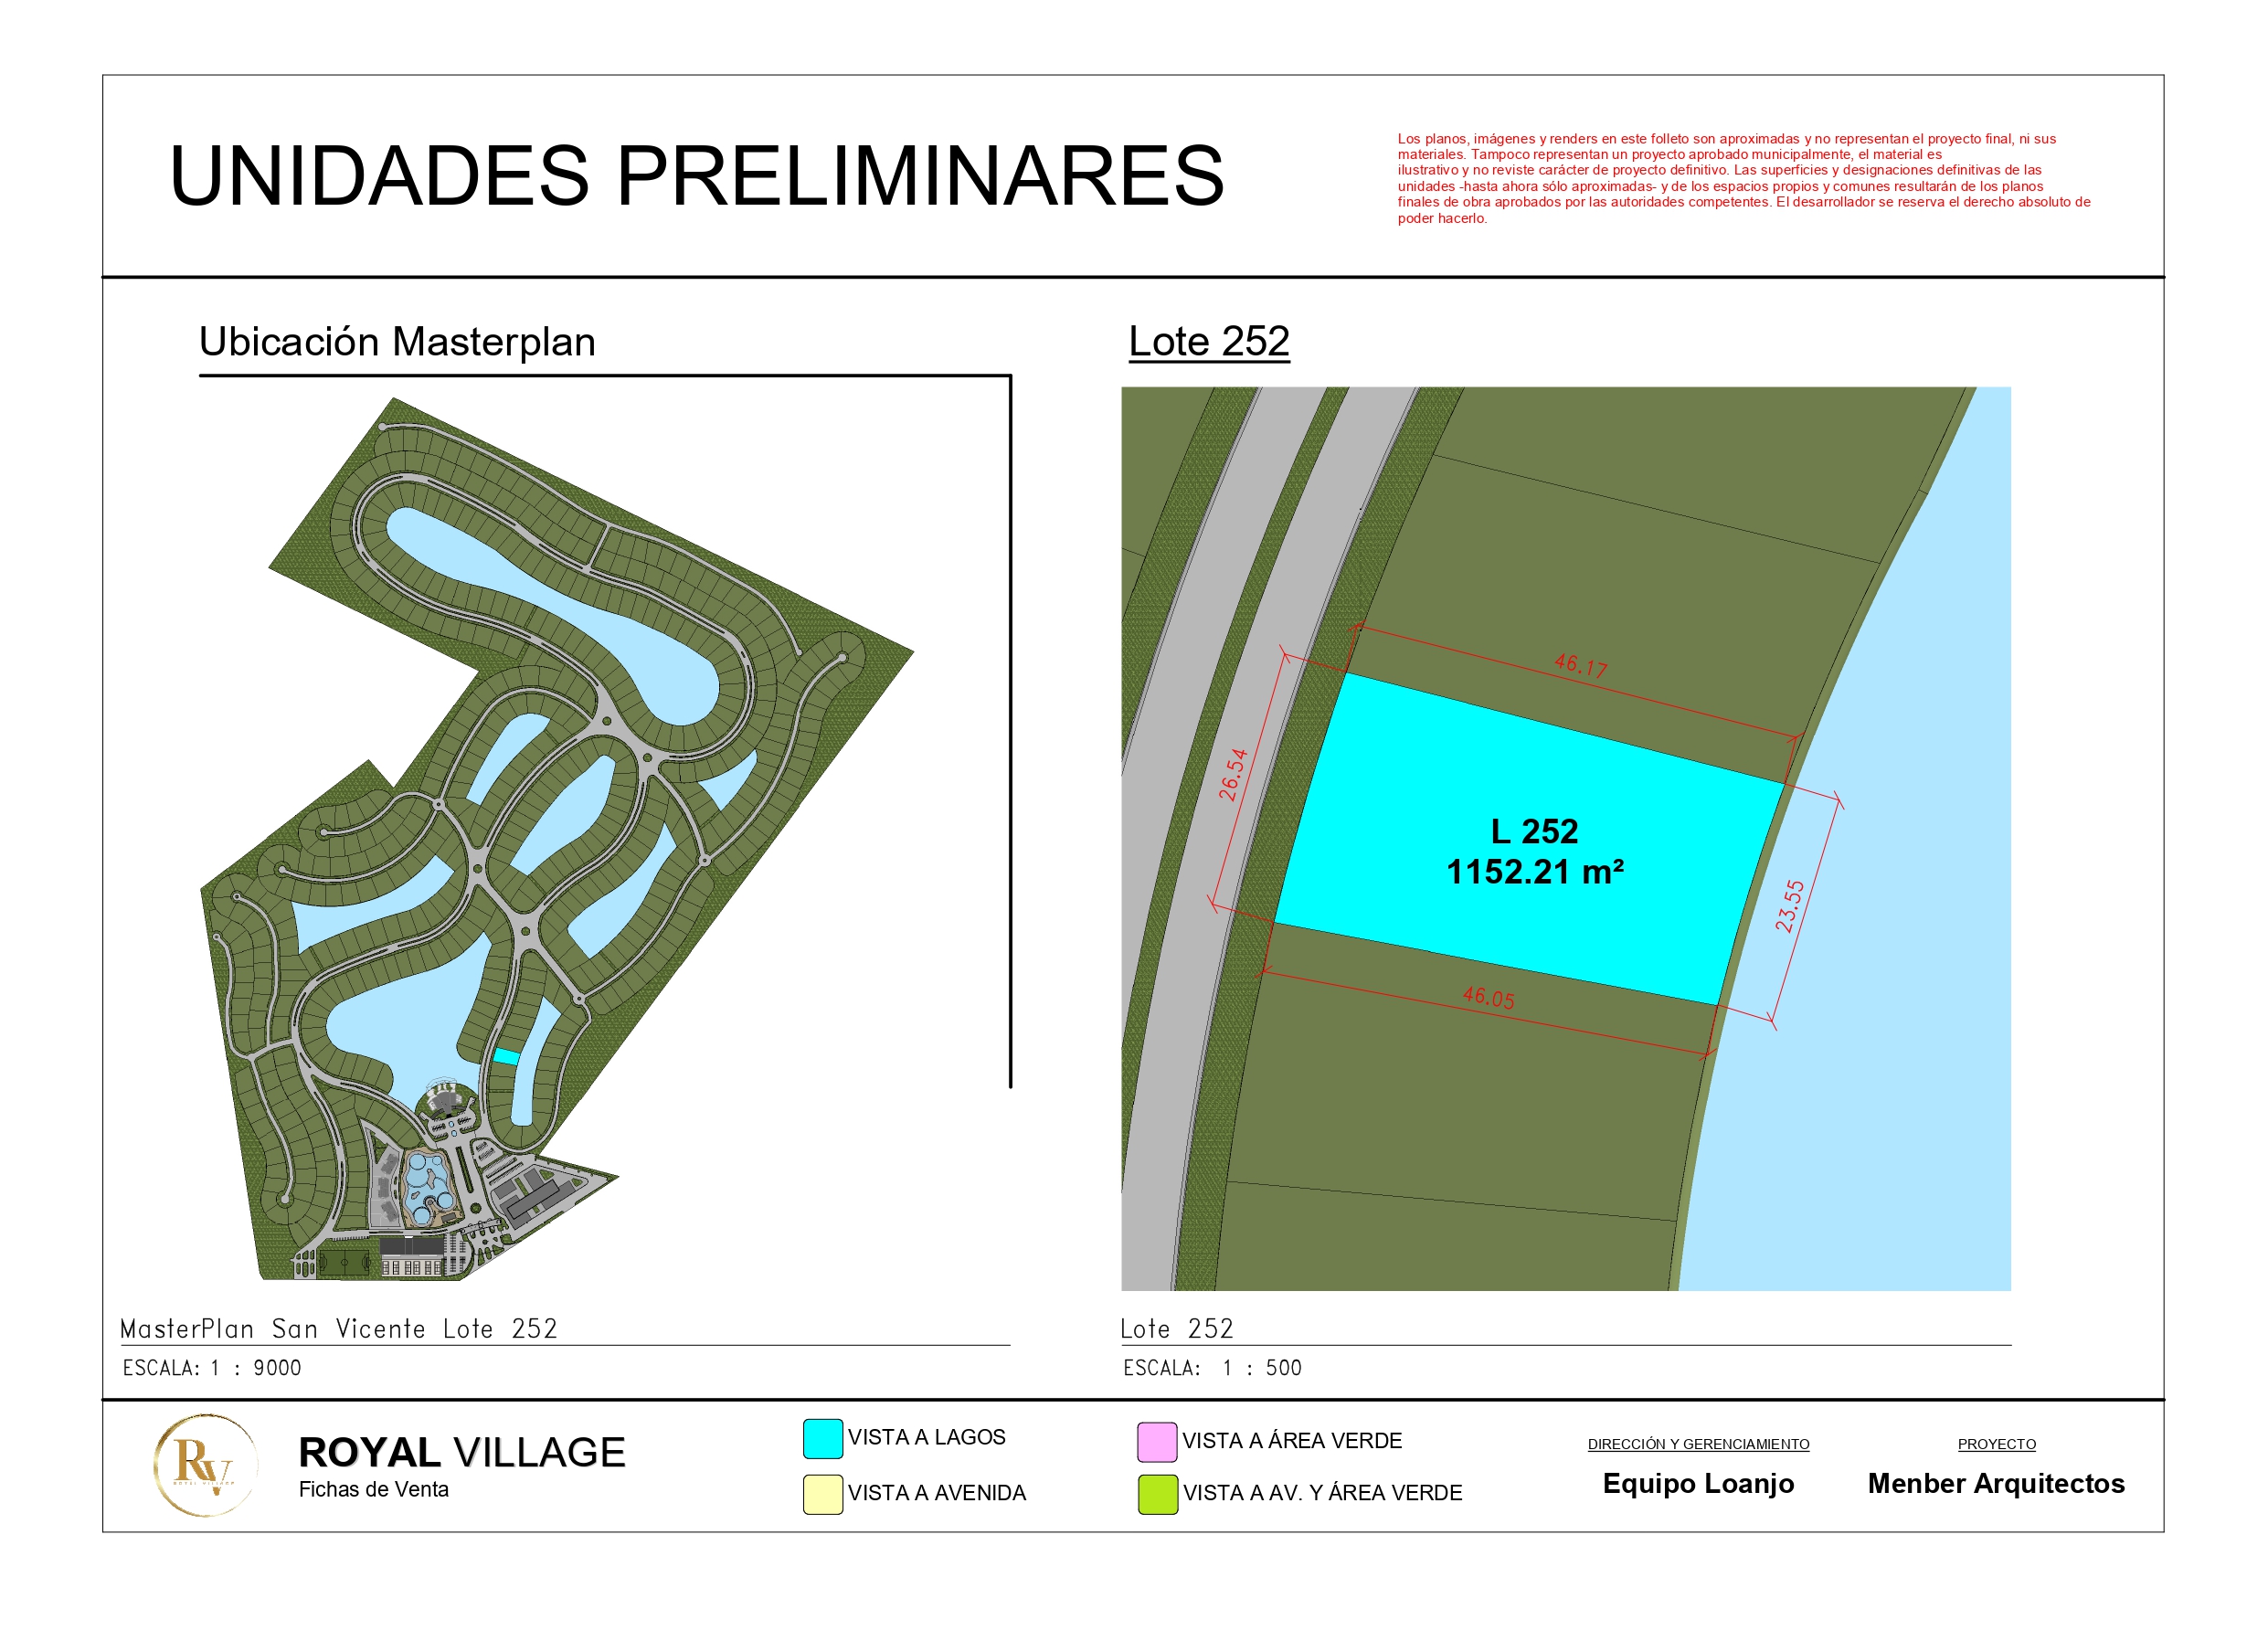 UNIDADES PRELIMINARES
Los planos, imágenes y renders en este folleto son aproximadas y no representan el proyecto final, ni sus
materiales. Tampoco representan un proyecto aprobado municipalmente, el material es
ilustrativo y no reviste carácter de proyecto definitivo. Las superficies y designaciones definitivas de las
unidades -hasta ahora sólo aproximadas- y de los espacios propios y comunes resultarán de los planos
finales de obra aprobados por las autoridades competentes. El desarrollador se reserva el derecho absoluto de
poder hacerlo.
Ubicación Masterplan
Lote 252
46.17
26.54
L 252
1152.21 m²
23.55
46.05
MasterPlan San Vicente Lote 252
ESCALA: 1 : 9000
Lote 252
ESCALA: 1 : 500
RV
ROYAL VILLAGE
ROYAL VILLAGE
Fichas de Venta
VISTA A LAGOS
VISTA A AVENIDA
VISTA A ÁREA VERDE
VISTA A AV. Y ÁREA VERDE
DIRECCIÓN Y GERENCIAMIENTO
Equipo Loanjo
PROYECTO
Menber Arquitectos